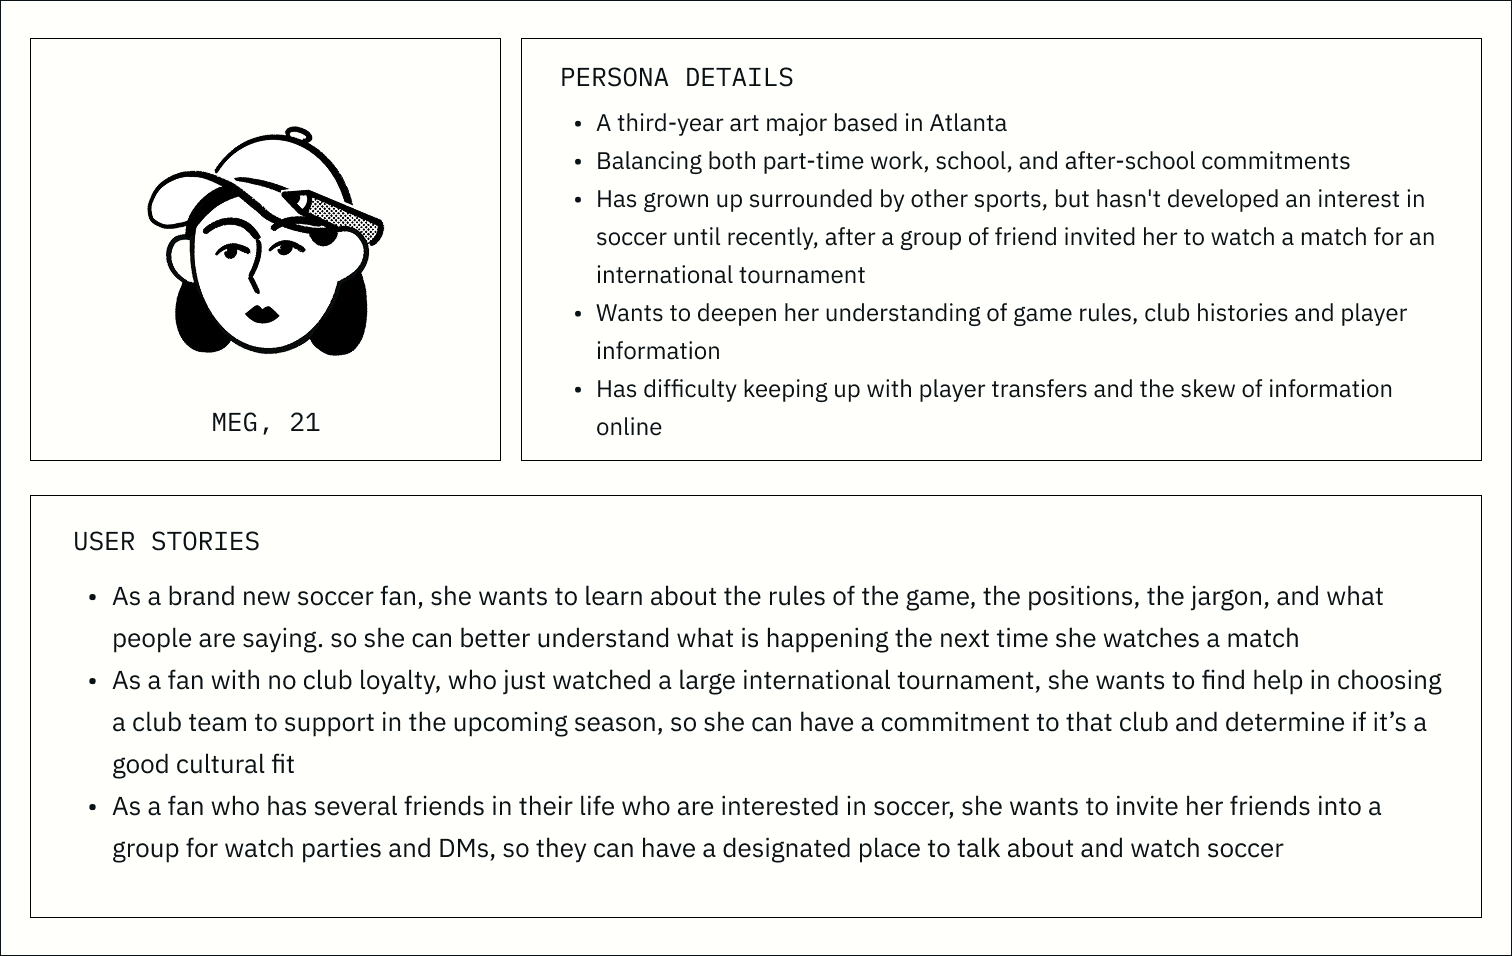 MEG, 21
PERSONA DETAILS
• A third-year art major based in Atlanta
• Balancing both part-time work, school, and after-school commitments
• Has grown up surrounded by other sports, but hasn't developed an interest in
soccer until recently, after a group of friend invited her to watch a match for an
international tournament
• Wants to deepen her understanding of game rules, club histories and player
information
• Has difficulty keeping up with player transfers and the skew of information
online
USER STORIES
• As a brand new soccer fan, she wants to learn about the rules of the game, the positions, the jargon, and what
people are saying. so she can better understand what is happening the next time she watches a match
• As a fan with no club loyalty, who just watched a large international tournament, she wants to find help in choosing
a club team to support in the upcoming season, so she can have a commitment to that club and determine if it’s a
good cultural fit
• As a fan who has several friends in their life who are interested in soccer, she wants to invite her friends into a
group for watch parties and DMs, so they can have a designated place to talk about and watch soccer